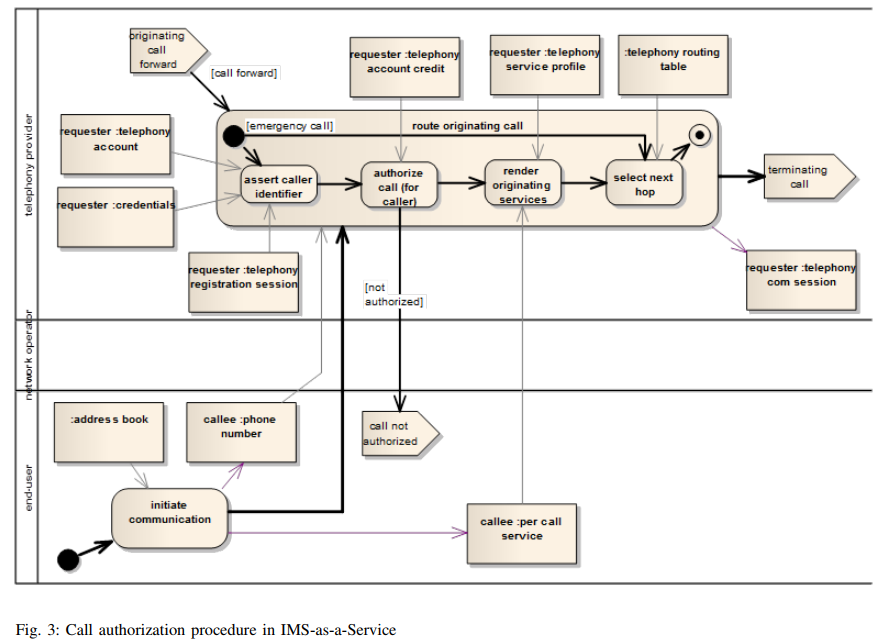 originating
call
forward
[call forward]
requester :telephony
account credit
requester :telephony
service profile
:telephony routing
table
telephony provider
requester :telephony
account
[emergency call]
route originating call
assert caller
identifier
authorize
call (for
caller)
render
originating
services
select next
hop
terminating
call
requester :credentials
requester :telephony
registration session
[not
authorized]
requester :telephony
com session
network operator
end-user
:address book
callee :phone
number
call not
authorized
initiate
communication
callee :per call
service
Fig. 3: Call authorization procedure in IMS-as-a-Service